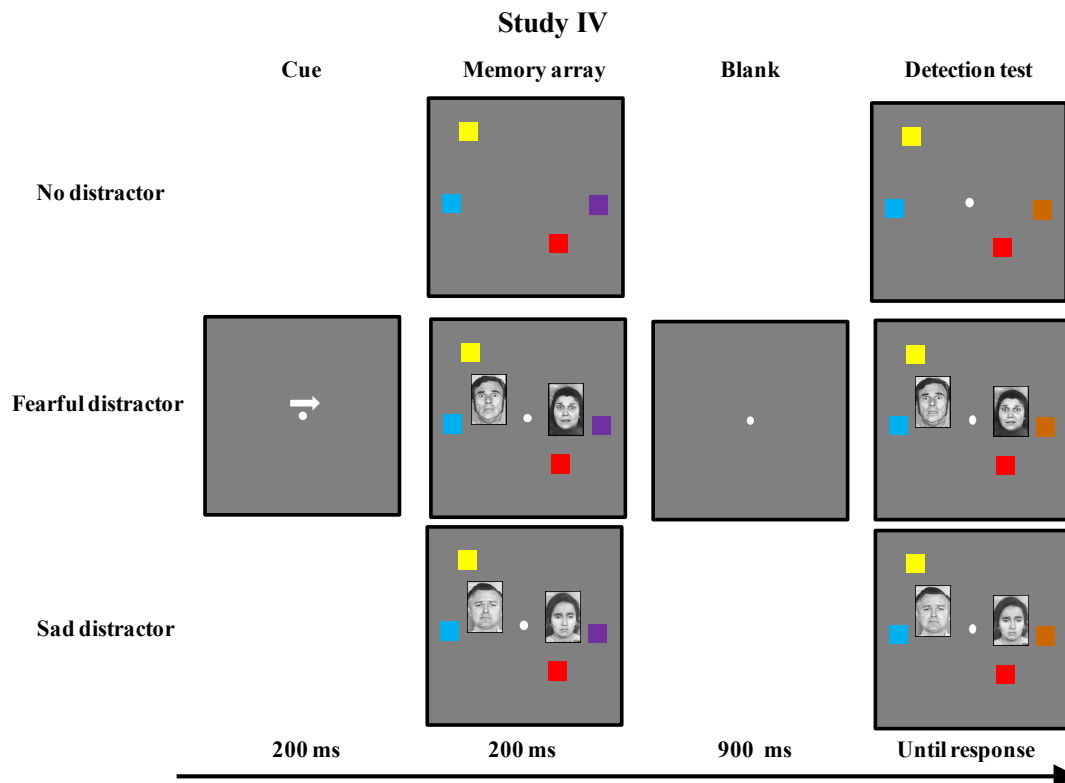 Study IV
Cue Memory array Blank Detection test
No distractor
Fearful distractor
Sad distractor
200 ms 200 ms 900 ms Until response